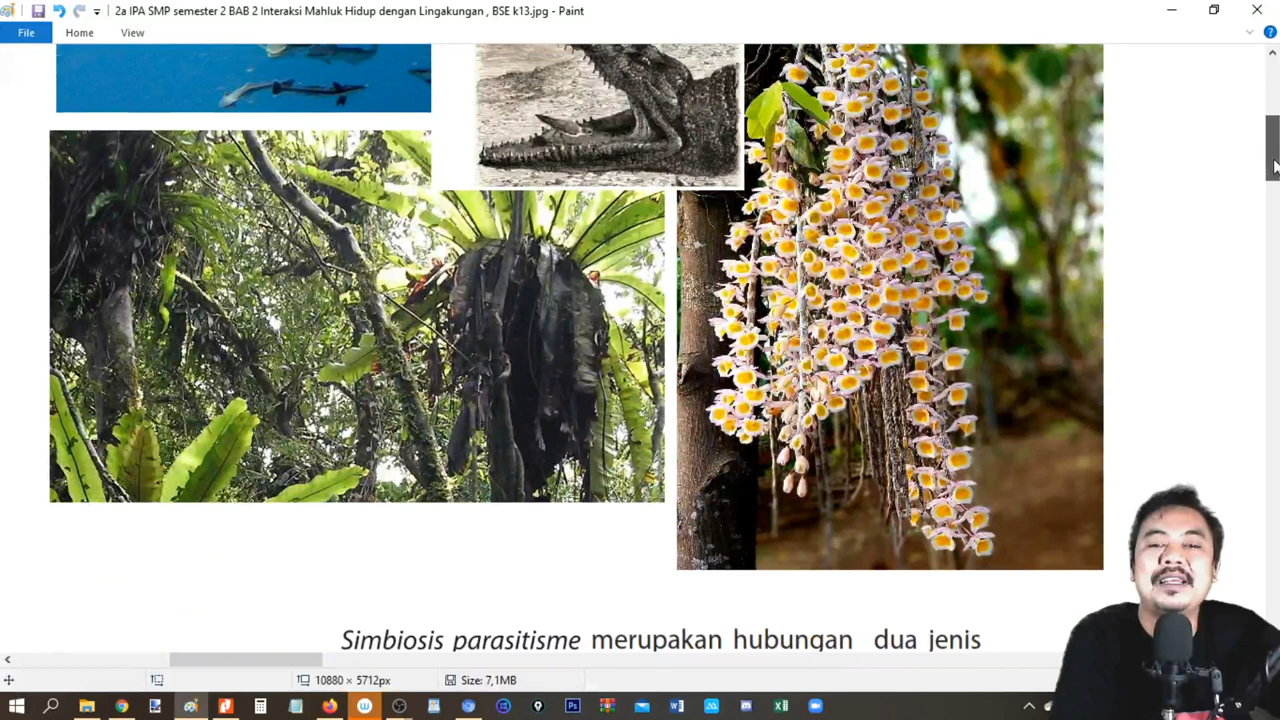 2a IPA SMP semester 2 BAB 2 Interaksi Mahluk Hidup dengan Lingakungan , BSE k13.jpg - Paint
File Home View
Simbiosis parasitisme merupakan hubungan dua jenis
10880 × 5712px
Size: 7,1MB